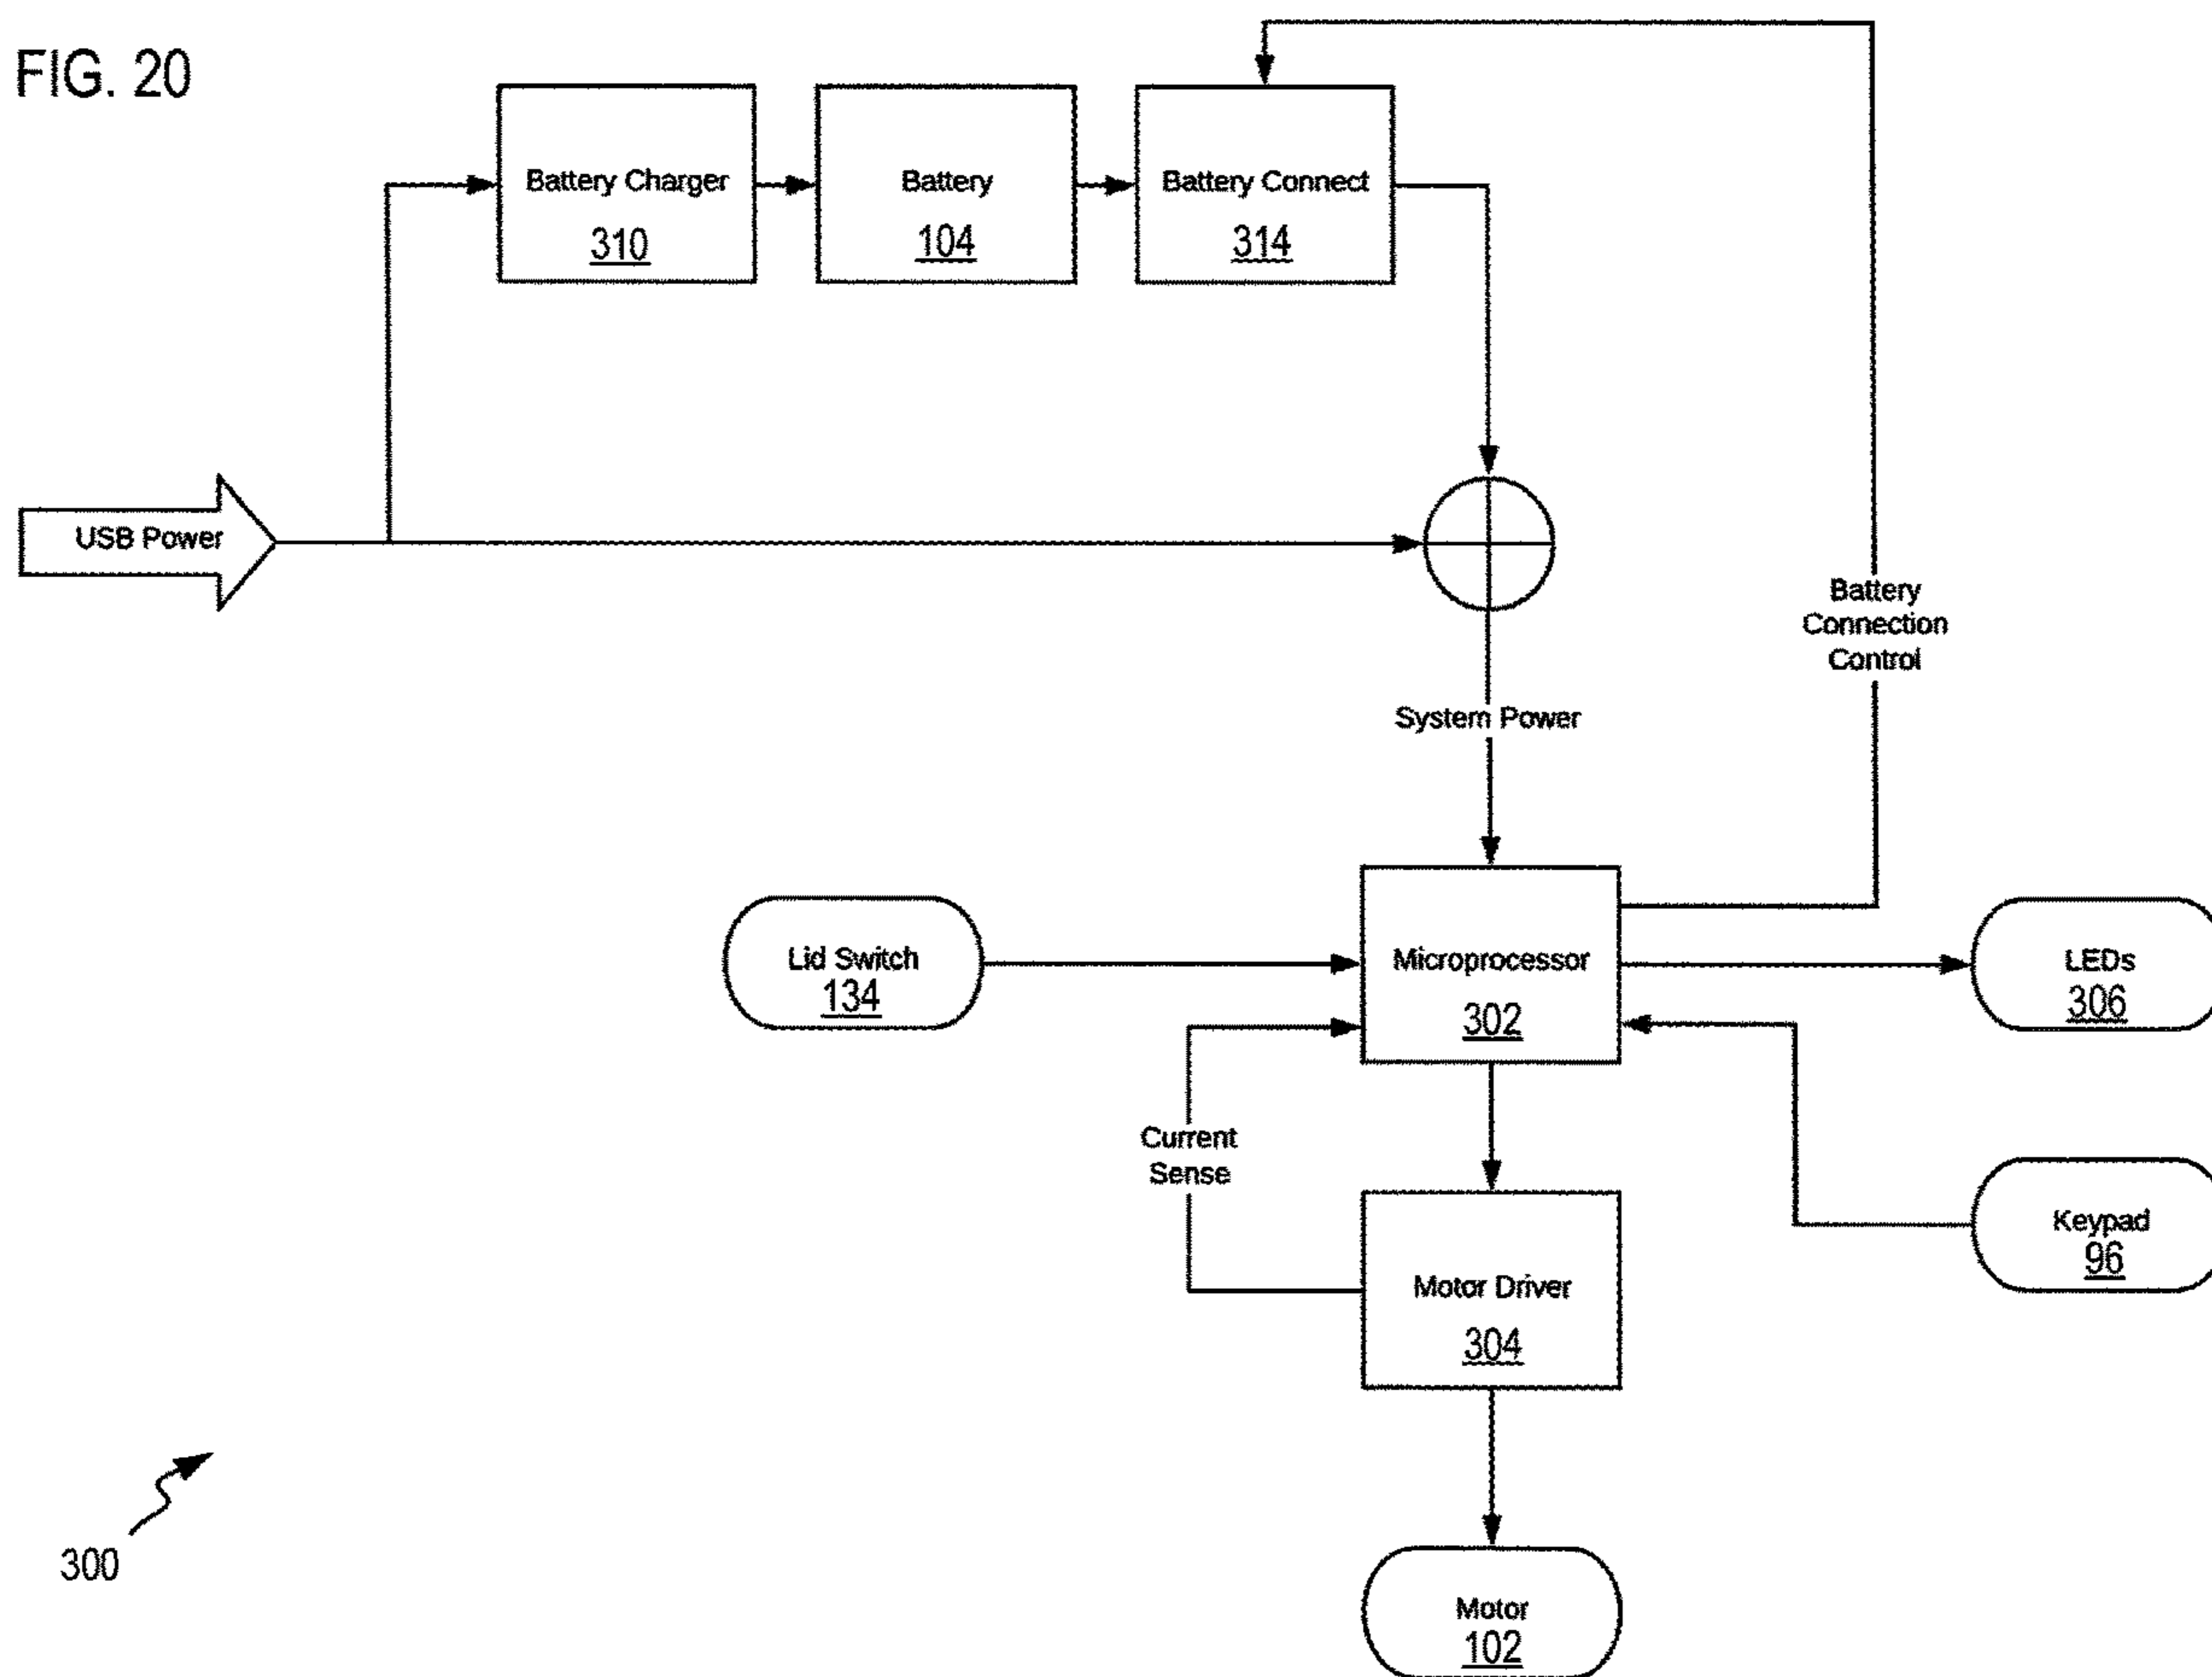 FIG. 20
Battery Charger
310
Battery
104
Battery Connect
314
USB Power
Battery
Connection
Control
System Power
Lid Switch
134
Microprocessor
302
LEDs
306
Current
Sense
Keypad
96
Motor Driver
304
300
Motor
102